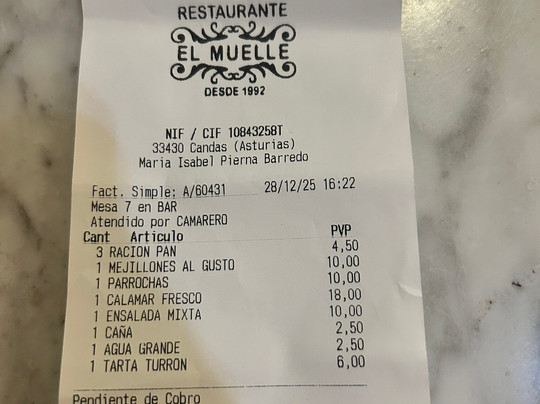 RESTAURANTE
EL MUELLE
DESDE 1992
NIF / CIF 10843258T
33430 Candas (Asturias)
Maria Isabel Pierna Barredo
Fact. Simple: A/60431 28/12/25 16:22
Mesa 7 en BAR
Atendido por CAMARERO
Cant Articulo PVP
3 RACION PAN 4,50
1 MEJILLONES AL GUSTO 10,00
1 PARROCHAS 10,00
1 CALAMAR FRESCO 18,00
1 ENSALADA MIXTA 10,00
1 CAÑA 2,50
1 AGUA GRANDE 2,50
1 TARTA TURRON 6,00
Pendiente de Cobro